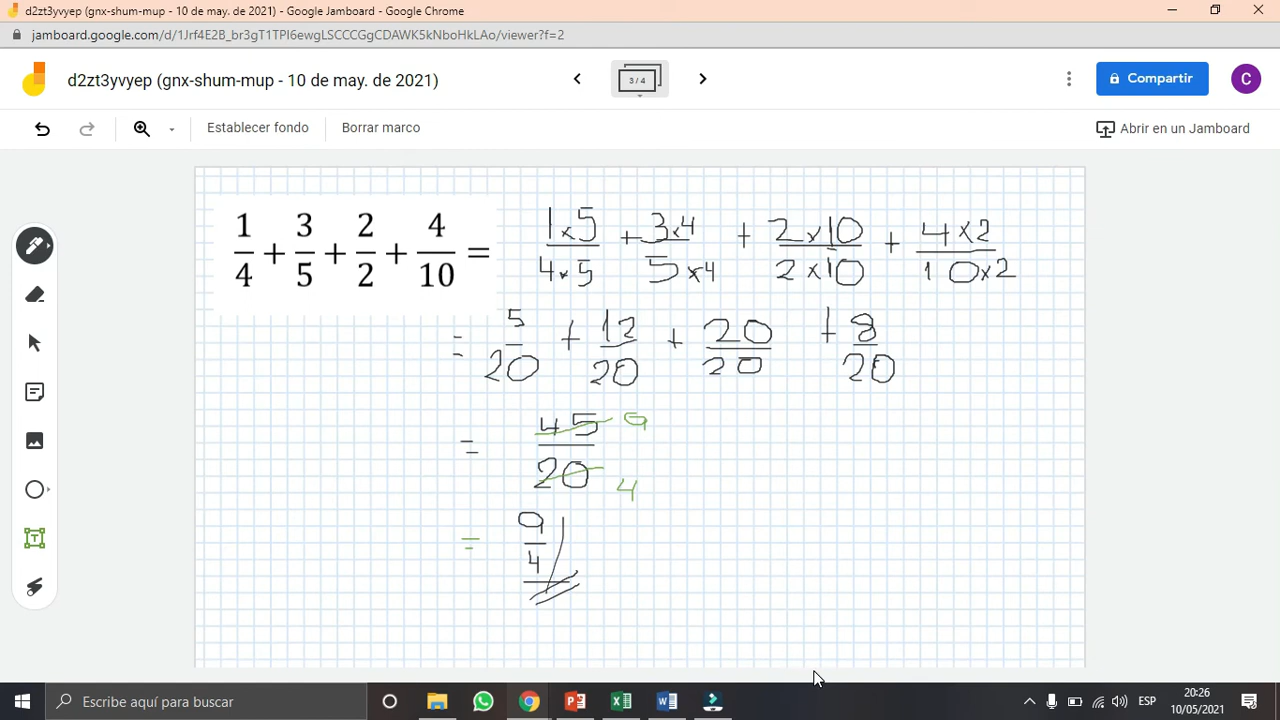 d2zt3yvyep (gnx-shum-mup - 10 de may. de 2021) - Google Jamboard - Google Chrome
jamboard.google.com/d/1Jrf4E2B_br3gT1TPl6ewgLSCCCGgCDAWK5kNboHkLAo/viewer?f=2
d2zt3yvyep (gnx-shum-mup - 10 de may. de 2021)
3 / 4
Compartir
C
Establecer fondo
Borrar marco
Abrir en un Jamboard
1/4 + 3/5 + 2/2 + 4/10 = 1x5/4x5 + 3x4/5x4 + 2x10/2x10 + 4x2/10x2
= 5/20 + 12/20 + 20/20 + 8/20
= 45/20 9/4
= 9/4
Escribe aquí para buscar
ESP
20:26
10/05/2021